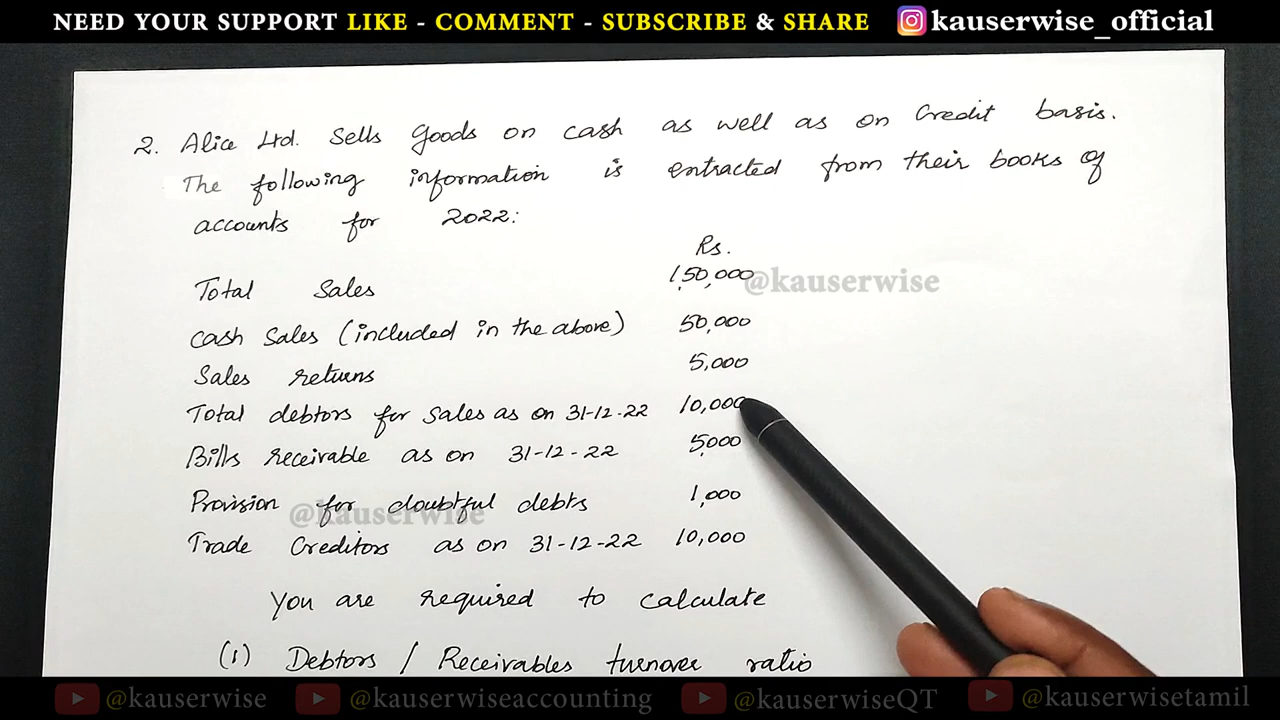 NEED YOUR SUPPORT LIKE - COMMENT - SUBSCRIBE & SHARE kauserwise_official
2. Alice Ltd. Sells Goods on cash as well as on Credit basis.
The following information is entracted from their books of
accounts for 2022:
Rs.
Total Sales 1,50,000
@kauserwise
Cash Sales (included in the above) 50,000
Sales returns 5,000
Total debtors for sales as on 31-12-22 10,000
Bills receivable as on 31-12-22 5,000
Provision for doubtful debts 1,000
@kauserwise
Trade Creditors as on 31-12-22 10,000
You are required to calculate
(1) Debtors / Receivables turnover ratio
@kauserwise @kauserwiseaccounting @kauserwiseQT @kauserwisetamil